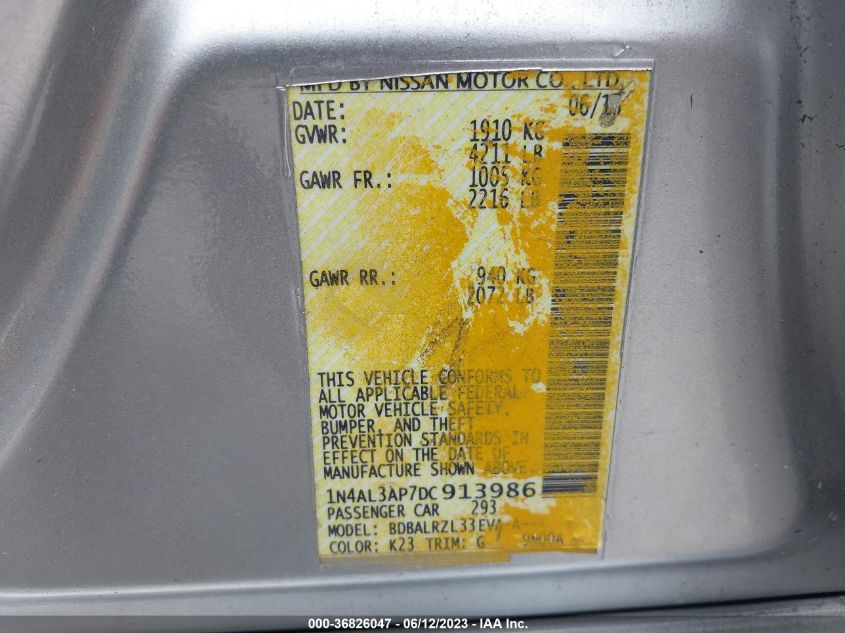 MFD BY NISSAN MOTOR CO., LTD.
DATE:
GVWR: 1910 KG
4211 LB
GAWR FR.: 1005 KG
2216 LB
GAWR RR.: 940 KG
2072 LB
THIS VEHICLE CONFORMS TO
ALL APPLICABLE FEDERAL
MOTOR VEHICLE SAFETY,
BUMPER, AND THEFT
PREVENTION STANDARDS IN
EFFECT ON THE DATE OF
MANUFACTURE SHOWN ABOVE.
1N4AL3AP7DC913986
PASSENGER CAR 293
MODEL: BDBALRZL33EVA-A---
COLOR: K23 TRIM: G
000-36826047 - 06/12/2023 - IAA Inc.